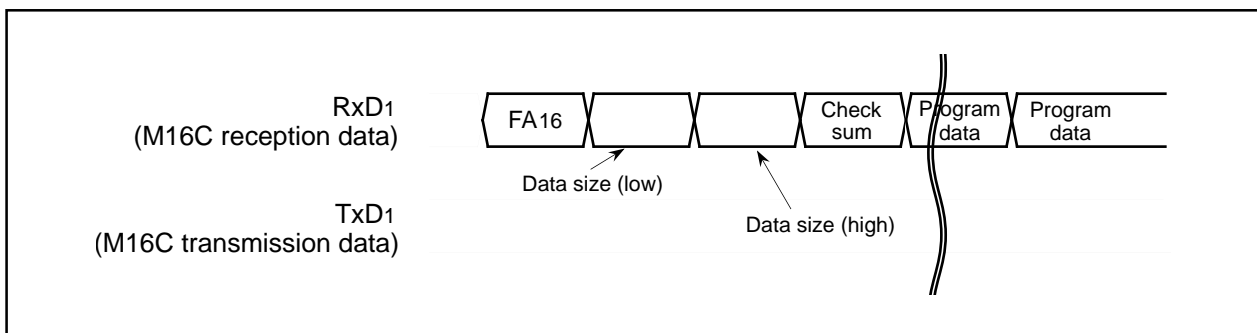 RxD1
(M16C reception data)
FA16
Check
sum
Program
data
Program
data
Data size (low)
Data size (high)
TxD1
(M16C transmission data)